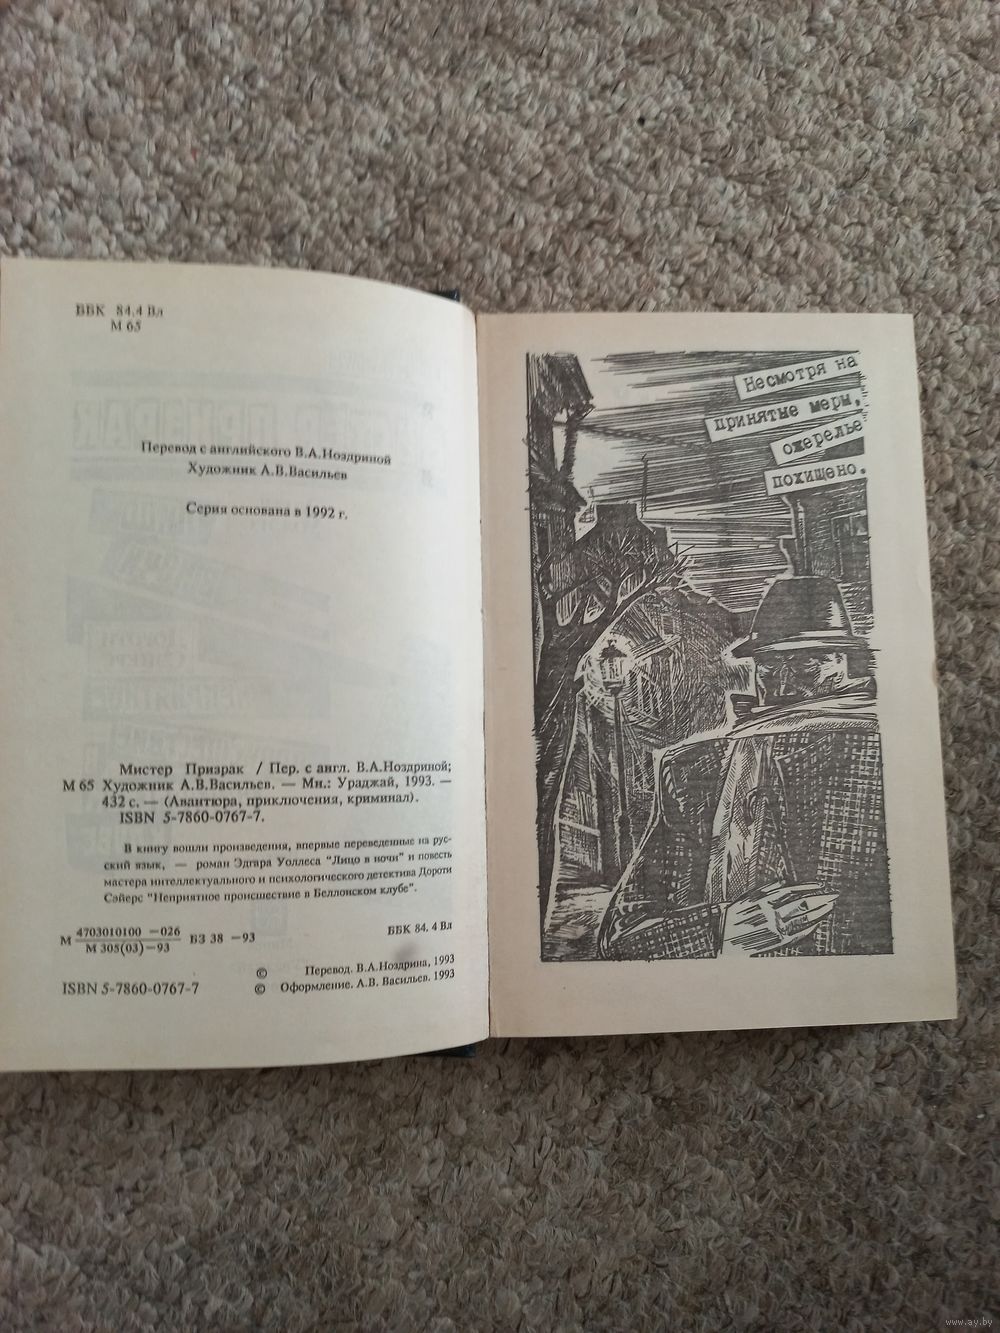 ББК 84.4 Вл
М 65
Перевод с английского В.А.Ноздриной
Художник А.В.Васильев
Серия основана в 1992 г.
Мистер Призрак / Пер. с англ. В.А.Ноздриной;
М 65 Художник А.В.Васильев. — Мн.: Ураджай, 1993. —
432 с. — (Авантюра, приключения, криминал).
ISBN 5-7860-0767-7.
В книгу вошли произведения, впервые переведенные на рус-
ский язык, — роман Эдгара Уоллеса "Лицо в ночи" и повесть
мастера интеллектуального и психологического детектива Дороти
Сэйерс "Неприятное происшествие в Беллонском клубе".
М 4703010100 —026
М 305(03)—93 БЗ 38 —93
ББК 84. 4 Вл
© Перевод. В.А.Ноздрина, 1993
ISBN 5-7860-0767-7 © Оформление. А.В. Васильев. 1993
Несмотря на
принятые меры,
ожерелье
похищено.
www.ay.by